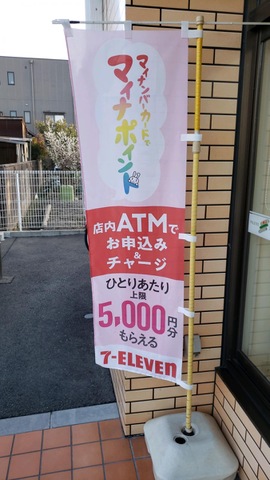 マイナンバーカードで
マイナポイント
店内ATMで
お申込み
&
チャージ
ひとりあたり
上限
5,000円分
もらえる
7-ELEVEn